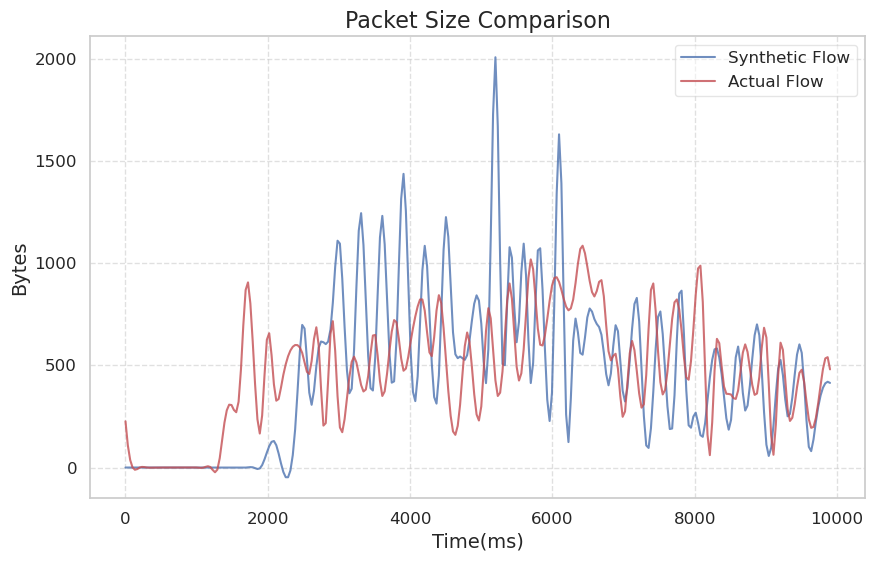 Packet Size Comparison
Synthetic Flow
Actual Flow
Bytes
2000
1500
1000
500
0
0 2000 4000 6000 8000 10000
Time(ms)